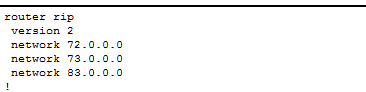 router rip
version 2
network 72.0.0.0
network 73.0.0.0
network 83.0.0.0
!